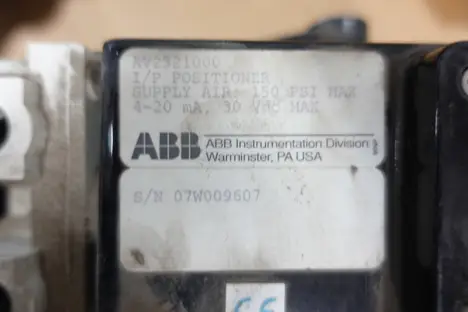 AV2321000
I/P POSITIONER
SUPPLY AIR: 150 PSI MAX
4-20 mA, 30 VDC MAX
ABB ABB Instrumentation Division
Warminster, PA USA
S/N 07W009607